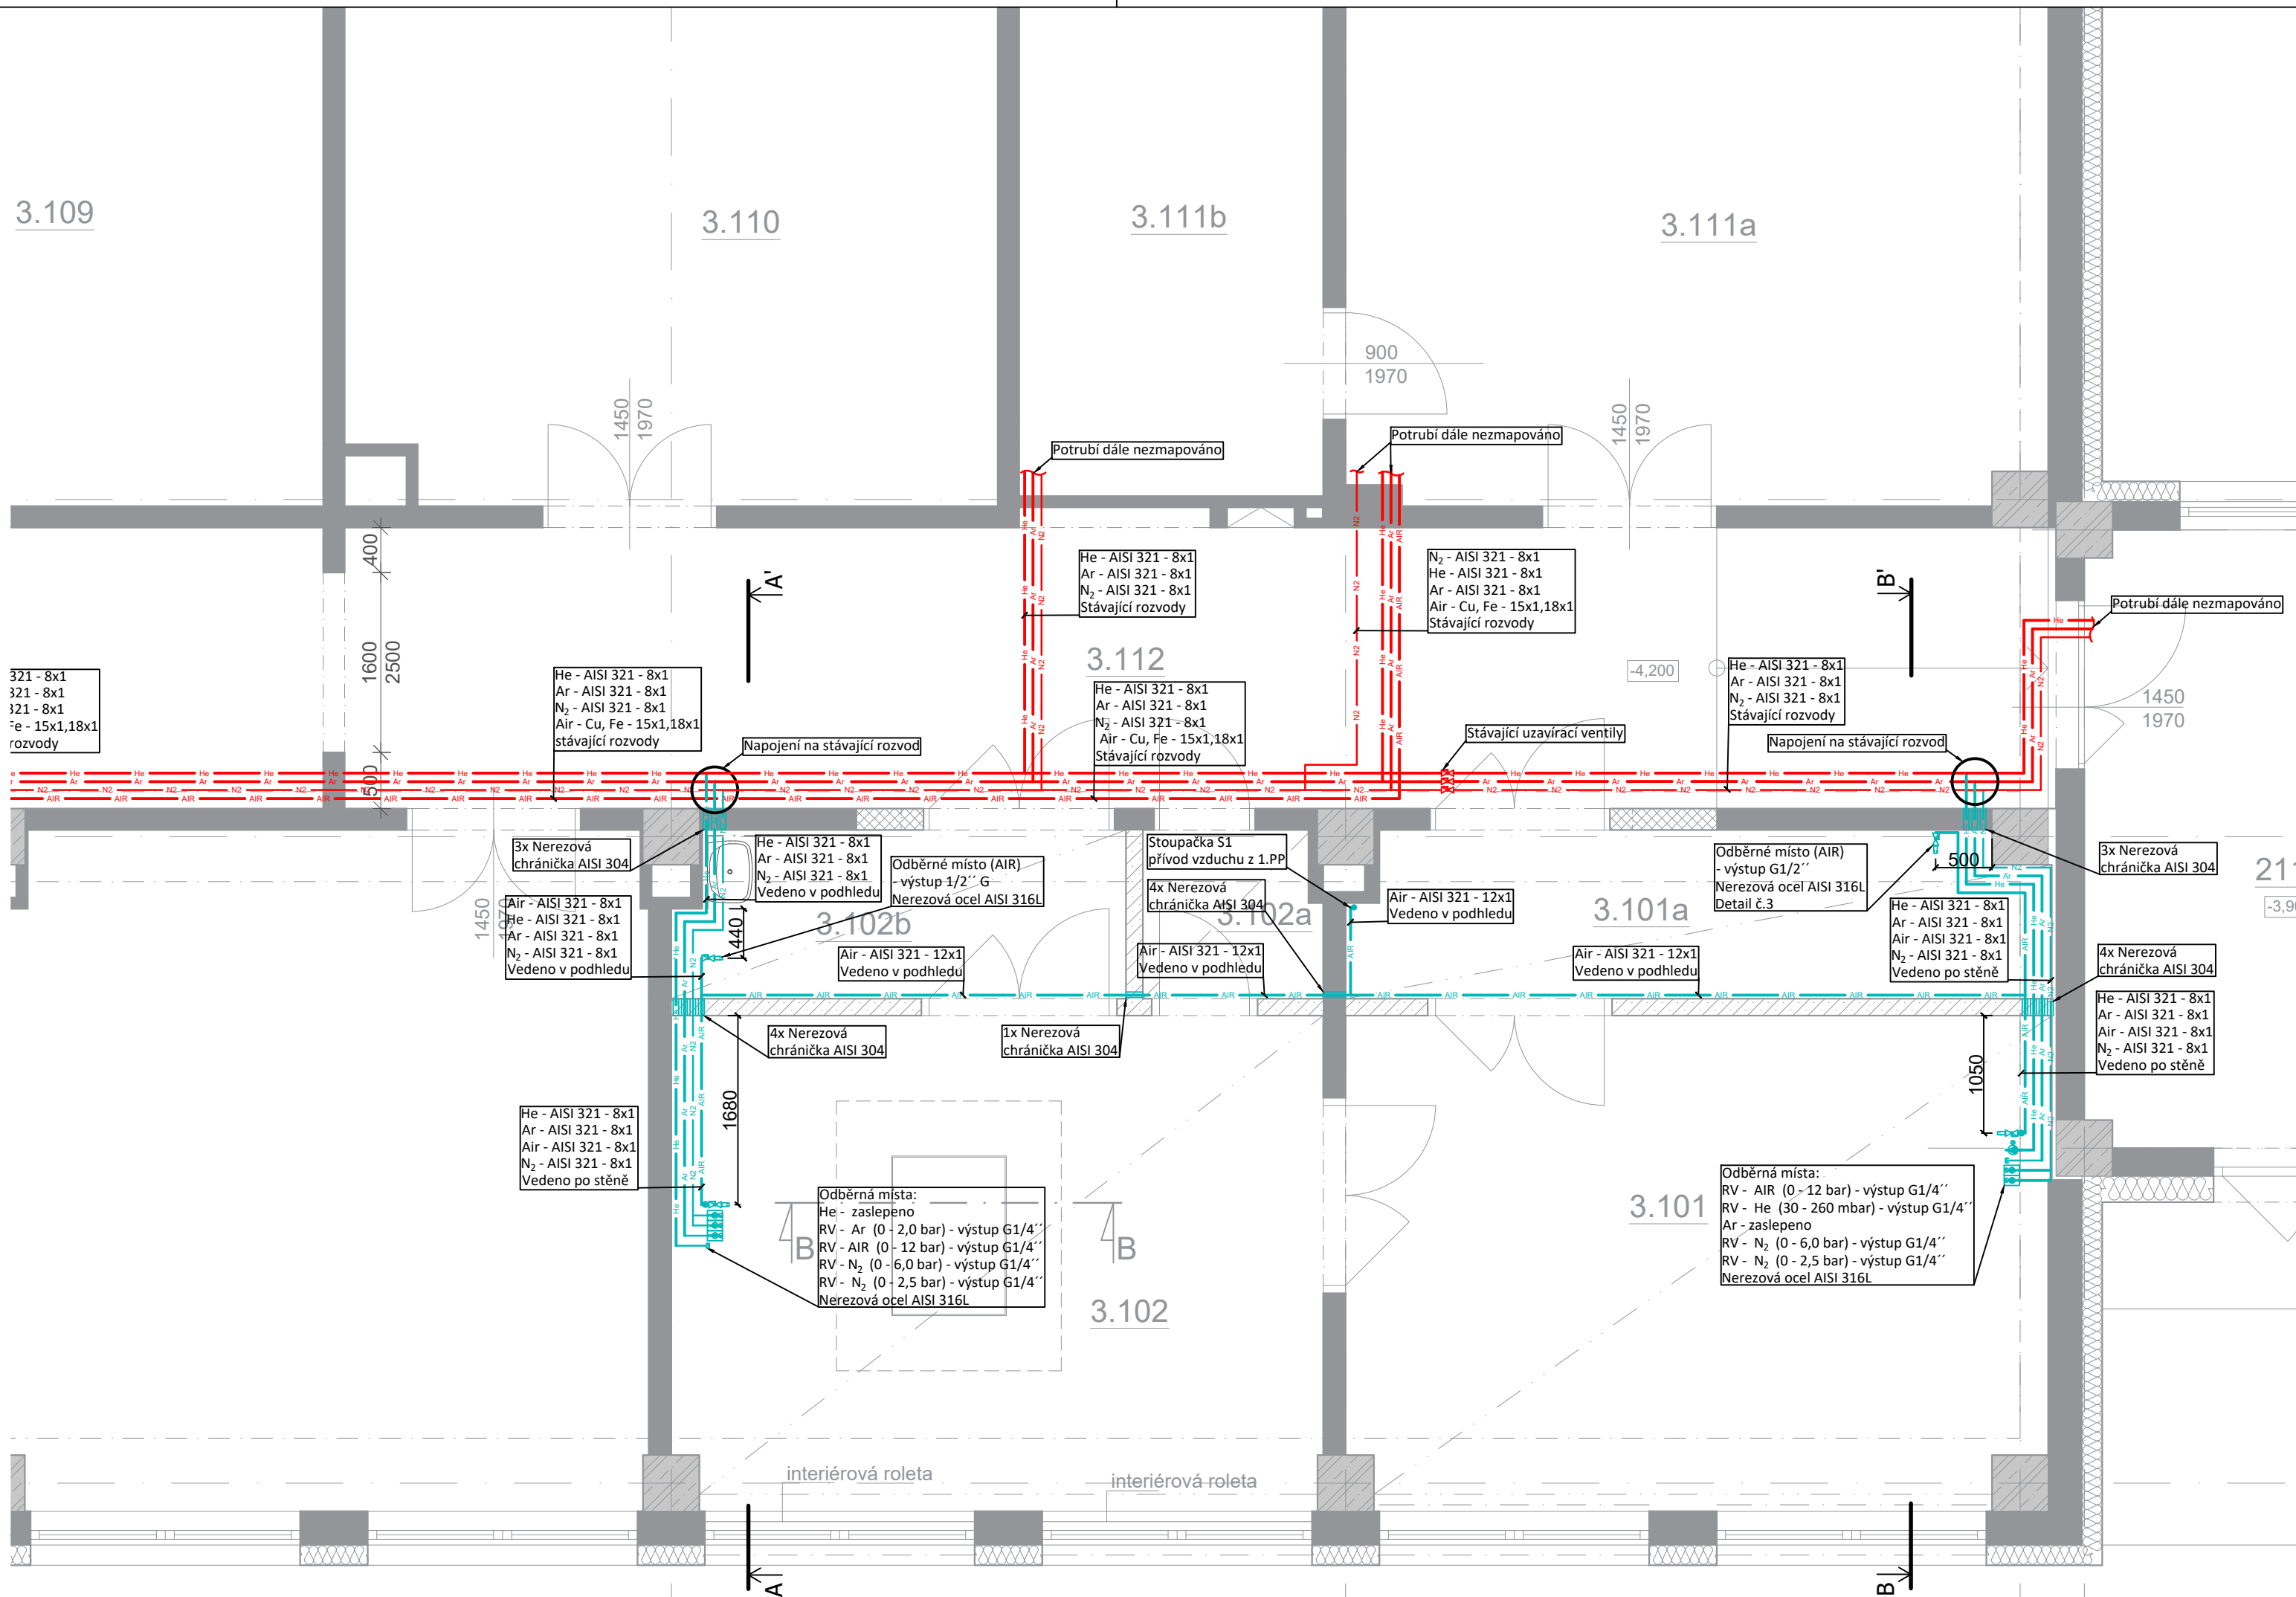 3.109
3.110
3.111b
3.111a
900
1970
1450
1970
1450
1970
Potrubí dále nezmapováno
Potrubí dále nezmapováno
400
1600
2500
500
A'
He - AISI 321 - 8x1
Ar - AISI 321 - 8x1
N₂ - AISI 321 - 8x1
Stávající rozvody
N₂ - AISI 321 - 8x1
He - AISI 321 - 8x1
Ar - AISI 321 - 8x1
Air - Cu, Fe - 15x1,18x1
Stávající rozvody
B'
Potrubí dále nezmapováno
3.112
-4,200
321 - 8x1
321 - 8x1
321 - 8x1
Fe - 15x1,18x1
rozvody
He - AISI 321 - 8x1
Ar - AISI 321 - 8x1
N₂ - AISI 321 - 8x1
Air - Cu, Fe - 15x1,18x1
stávající rozvody
He - AISI 321 - 8x1
Ar - AISI 321 - 8x1
N₂ - AISI 321 - 8x1
Air - Cu, Fe - 15x1,18x1
Stávající rozvody
He - AISI 321 - 8x1
Ar - AISI 321 - 8x1
N₂ - AISI 321 - 8x1
Stávající rozvody
1450
1970
Napojení na stávající rozvod
Stávající uzavírací ventily
Napojení na stávající rozvod
3x Nerezová
chránička AISI 304
He - AISI 321 - 8x1
Ar - AISI 321 - 8x1
N₂ - AISI 321 - 8x1
Vedeno v podhledu
Odběrné místo (AIR)
- výstup 1/2´´ G
Nerezová ocel AISI 316L
Stoupačka S1
přívod vzduchu z 1.PP
4x Nerezová
chránička AISI 304
Air - AISI 321 - 12x1
Vedeno v podhledu
Odběrné místo (AIR)
- výstup G1/2´´
Nerezová ocel AISI 316L
Detail č.3
500
3x Nerezová
chránička AISI 304
211
1450
1970
Air - AISI 321 - 8x1
He - AISI 321 - 8x1
Ar - AISI 321 - 8x1
N₂ - AISI 321 - 8x1
Vedeno v podhledu
440
3.102b
3.102a
3.101a
He - AISI 321 - 8x1
Ar - AISI 321 - 8x1
Air - AISI 321 - 8x1
N₂ - AISI 321 - 8x1
Vedeno po stěně
Air - AISI 321 - 12x1
Vedeno v podhledu
Air - AISI 321 - 12x1
Vedeno v podhledu
Air - AISI 321 - 12x1
Vedeno v podhledu
4x Nerezová
chránička AISI 304
4x Nerezová
chránička AISI 304
1x Nerezová
chránička AISI 304
He - AISI 321 - 8x1
Ar - AISI 321 - 8x1
Air - AISI 321 - 8x1
N₂ - AISI 321 - 8x1
Vedeno po stěně
1680
1050
He - AISI 321 - 8x1
Ar - AISI 321 - 8x1
Air - AISI 321 - 8x1
N₂ - AISI 321 - 8x1
Vedeno po stěně
Odběrná místa:
He - zaslepeno
RV - Ar (0 - 2,0 bar) - výstup G1/4´´
RV - AIR (0 - 12 bar) - výstup G1/4´´
RV - N₂ (0 - 6,0 bar) - výstup G1/4´´
RV - N₂ (0 - 2,5 bar) - výstup G1/4´´
Nerezová ocel AISI 316L
B
B
3.102
3.101
Odběrná místa:
RV - AIR (0 - 12 bar) - výstup G1/4´´
RV - He (30 - 260 mbar) - výstup G1/4´´
Ar - zaslepeno
RV - N₂ (0 - 6,0 bar) - výstup G1/4´´
RV - N₂ (0 - 2,5 bar) - výstup G1/4´´
Nerezová ocel AISI 316L
interiérová roleta
interiérová roleta
A
B